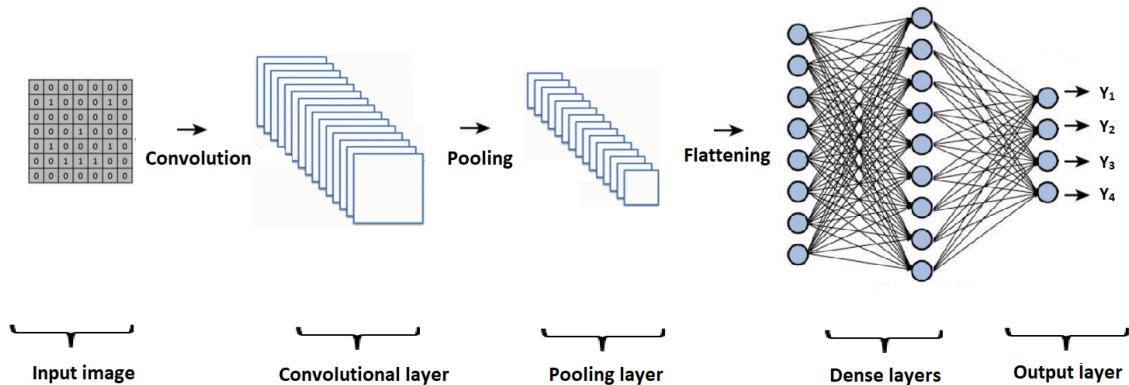 0 0 0 0 0 0 0
0 1 0 0 0 1 0
0 0 0 0 0 0 0
0 0 0 1 0 0 0
0 1 0 0 0 1 0
0 0 1 1 1 0 0
0 0 0 0 0 0 0
Convolution
Pooling
Flattening
Y1
Y2
Y3
Y4
Input image
Convolutional layer
Pooling layer
Dense layers
Output layer